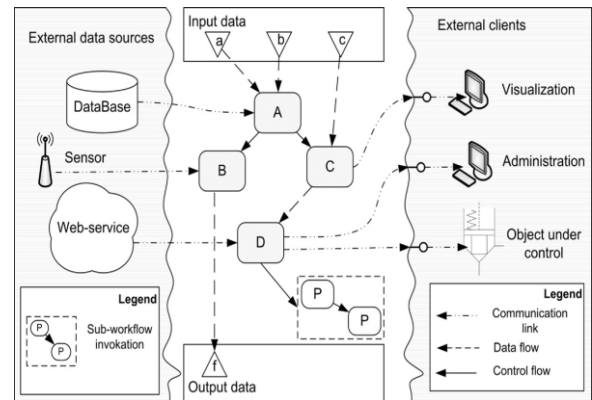 External data sources
Input data
External clients
a
b
c
DataBase
A
Visualization
Sensor
B
C
Administration
Web-service
D
Object under
control
P
P
Legend
P
P
Sub-workflow
invokation
f
Output data
Legend
Communication
link
Data flow
Control flow